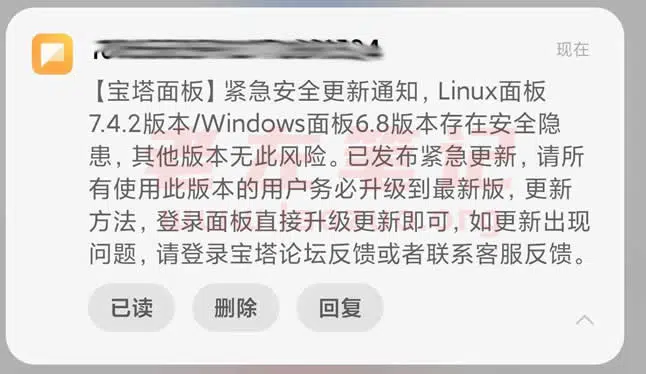 现在
【宝塔面板】紧急安全更新通知，Linux面板
7.4.2版本/Windows面板6.8版本存在安全隐
患，其他版本无此风险。已发布紧急更新，请所
有使用此版本的用户务必升级到最新版，更新
方法，登录面板直接升级更新即可，如更新出现
问题，请登录宝塔论坛反馈或者联系客服反馈。
已读 删除 回复
老左笔记